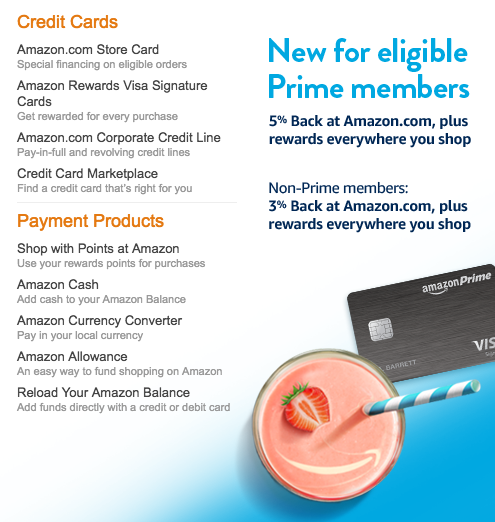 Credit Cards
Amazon.com Store Card
Special financing on eligible orders
Amazon Rewards Visa Signature
Cards
Get rewarded for every purchase
Amazon.com Corporate Credit Line
Pay-in-full and revolving credit lines
Credit Card Marketplace
Find a credit card that's right for you
Payment Products
Shop with Points at Amazon
Use your rewards points for purchases
Amazon Cash
Add cash to your Amazon Balance
Amazon Currency Converter
Pay in your local currency
Amazon Allowance
An easy way to fund shopping on Amazon
Reload Your Amazon Balance
Add funds directly with a credit or debit card
New for eligible
Prime members
5% Back at Amazon.com, plus
rewards everywhere you shop
Non-Prime members:
3% Back at Amazon.com, plus
rewards everywhere you shop
amazonPrime
VIS
BARRETT